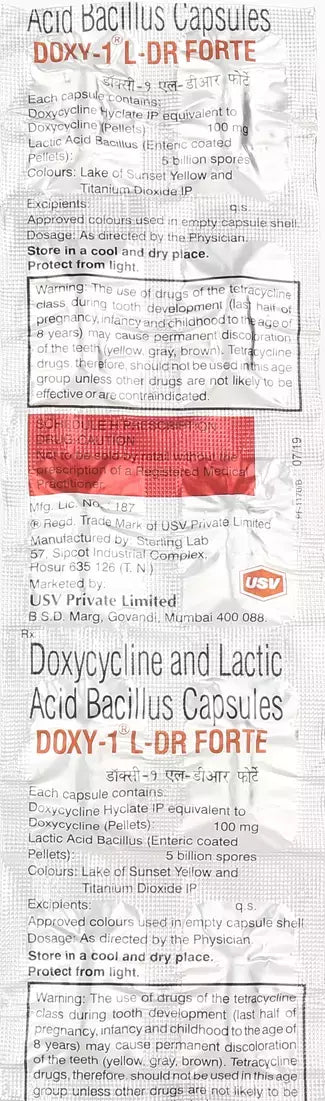 Acid Bacillus Capsules
DOXY-1® L-DR FORTE
डॉक्सी-१ एल-डीआर फोर्टे
Each capsule contains:
Doxycycline Hyclate IP equivalent to
Doxycycline (Pellets) 100 mg
Lactic Acid Bacillus (Enteric coated
Pellets): 5 billion spores
Colours: Lake of Sunset Yellow and
Titanium Dioxide IP
Excipients: q.s.
Approved colours used in empty capsule shell.
Dosage: As directed by the Physician.
Store in a cool and dry place.
Protect from light.
Warning: The use of drugs of the tetracycline
class during tooth development (last half of
pregnancy, infancy and childhood to the age of
8 years) may cause permanent discoloration
of the teeth (yellow, gray, brown). Tetracycline
drugs, therefore, should not be used in this age
group unless other drugs are not likely to be
effective or are contraindicated.
SCHEDULE H PRESCRIPTION
DRUG-CAUTION
Not to be sold by retail without the
prescription of a Registered Medical
Practitioner.
0719
Mfg. Lic. No.: 187
® Regd. Trade Mark of USV Private Limited
Manufactured by: Sterling Lab
57, Sipcot Industrial Complex,
Hosur 635 126 (T. N.)
Marketed by:
USV Private Limited
B.S.D. Marg, Govandi, Mumbai 400 088.
USV
Rx
Doxycycline and Lactic
Acid Bacillus Capsules
DOXY-1® L-DR FORTE
डॉक्सी-१ एल-डीआर फोर्टे
Each capsule contains:
Doxycycline Hyclate IP equivalent to
Doxycycline (Pellets): 100 mg
Lactic Acid Bacillus (Enteric coated
Pellets): 5 billion spores
Colours: Lake of Sunset Yellow and
Titanium Dioxide IP
Excipients: q.s.
Approved colours used in empty capsule shell
Dosage: As directed by the Physician.
Store in a cool and dry place.
Protect from light.
Warning: The use of drugs of the tetracycline
class during tooth development (last half of
pregnancy, infancy and childhood to the age of
8 years) may cause permanent discoloration
of the teeth (yellow, gray, brown). Tetracycline
drugs, therefore, should not be used in this age
group unless other drugs are not likely to be